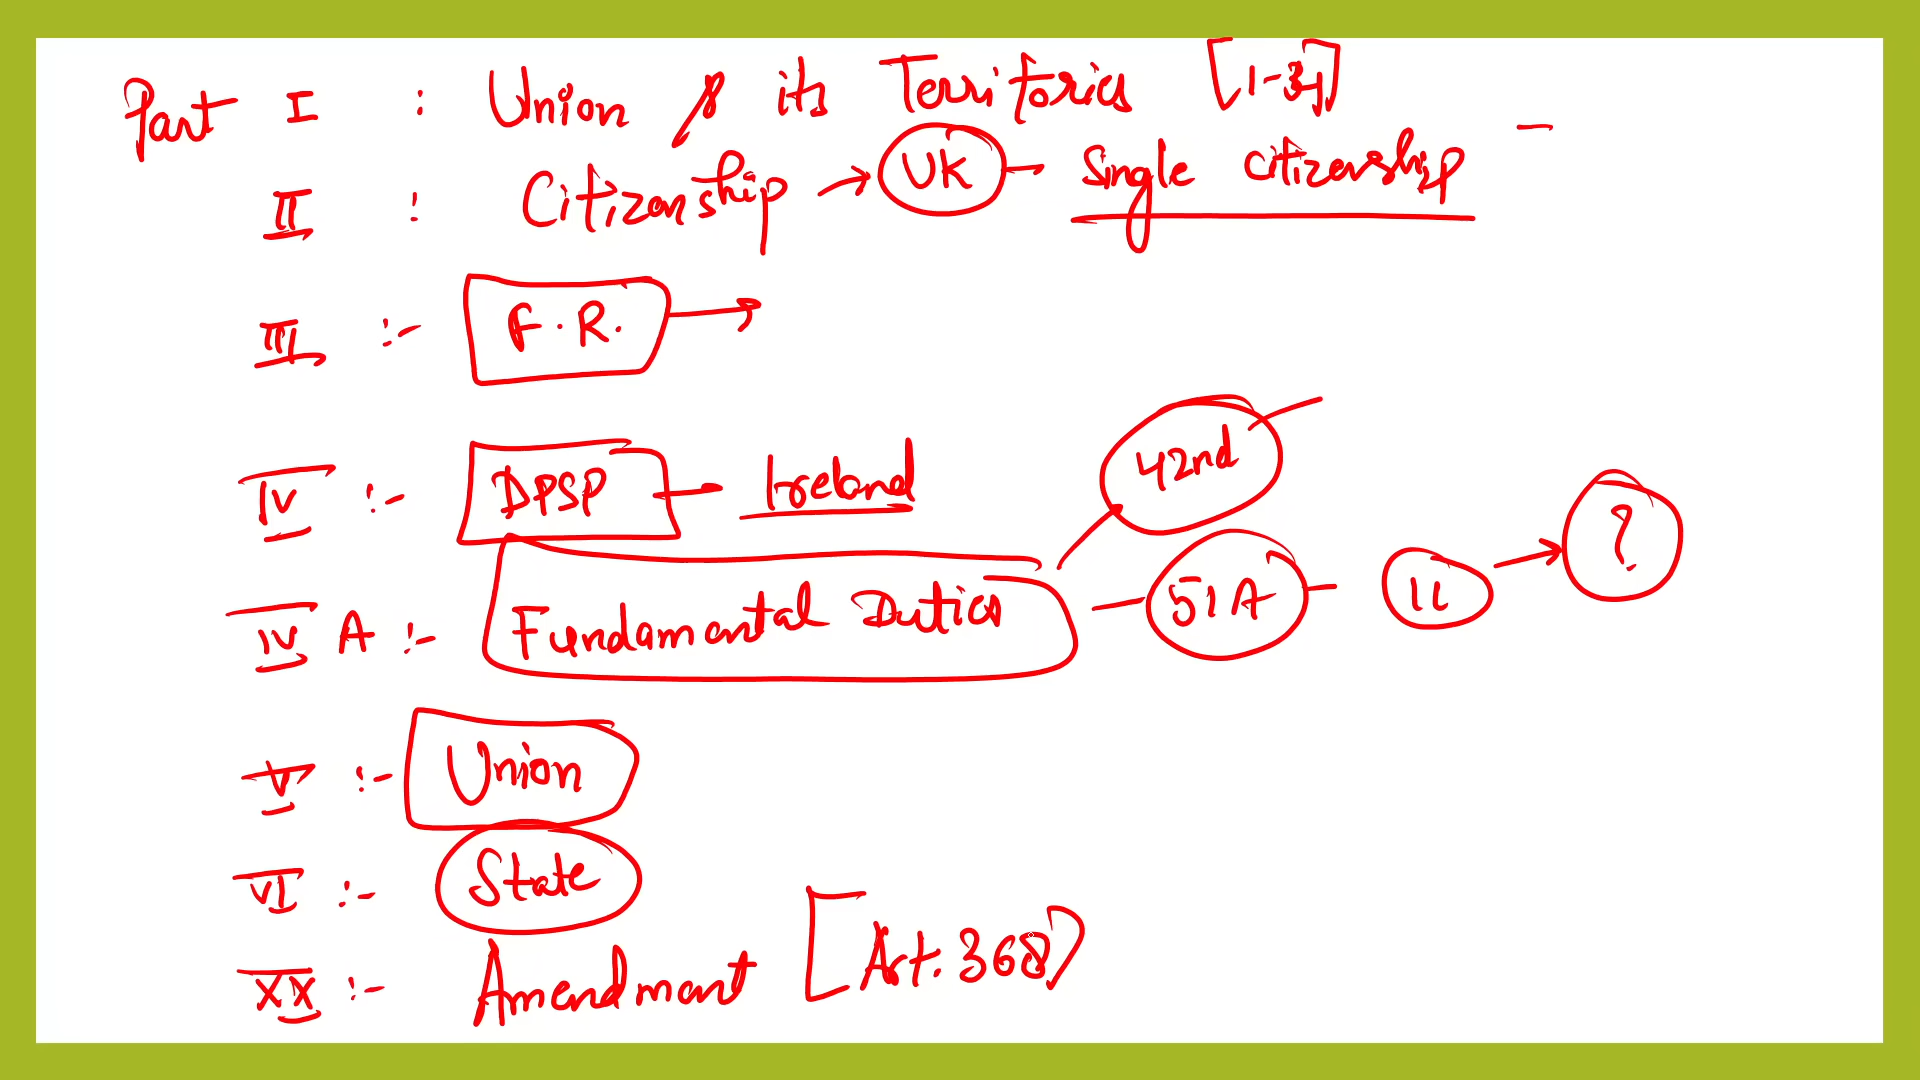 Part I : Union & its Territories [1-4]
II : Citizenship → UK - Single citizenship -
III :- F.R. →
42nd
IV :- DPSP - Ireland
IV A :- Fundamental Duties - 51A - 11 → ?
V :- Union
VI :- State
XX :- Amendment [Art. 368)